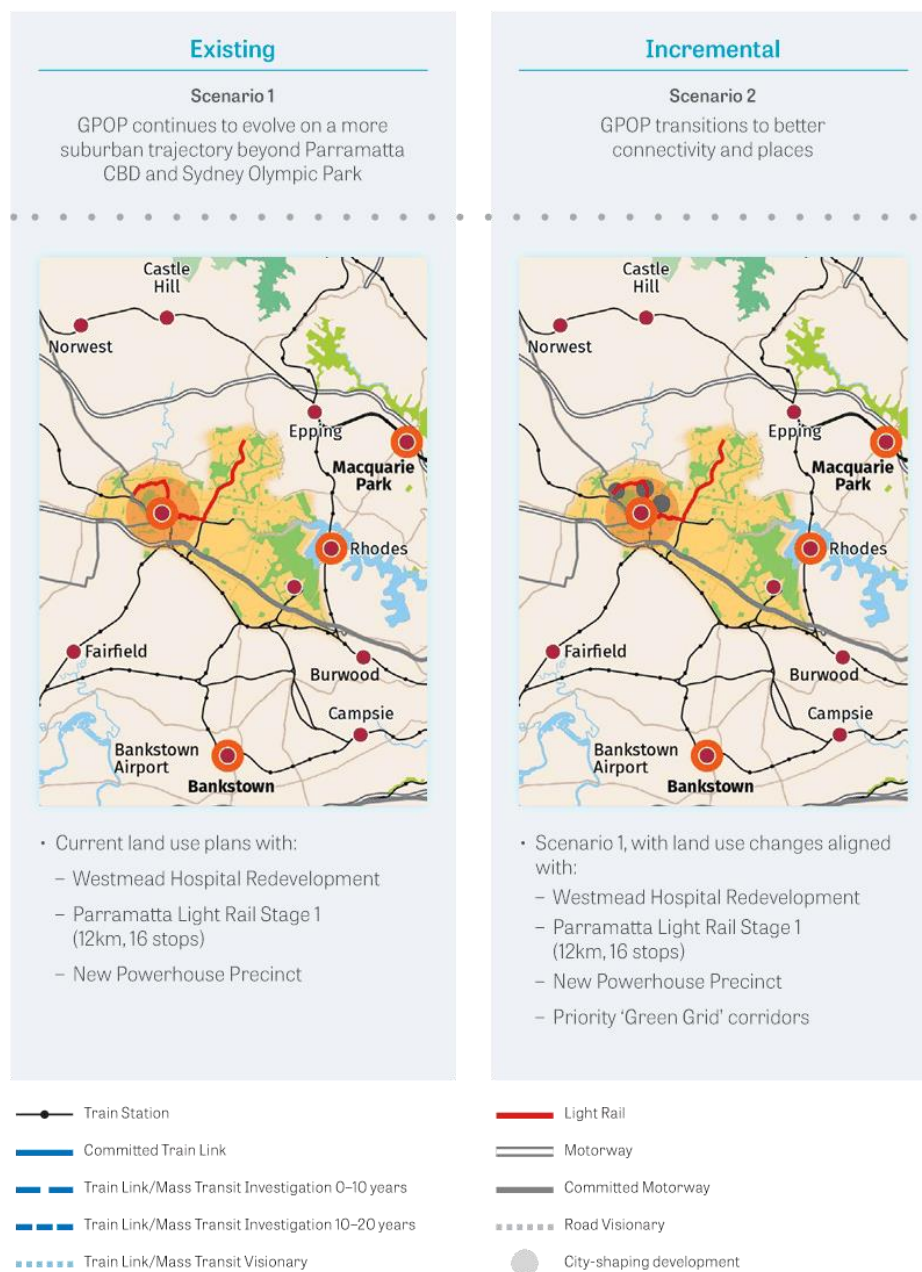 Existing
Scenario 1
GPOP continues to evolve on a more
suburban trajectory beyond Parramatta
CBD and Sydney Olympic Park
Castle
Hill
Norwest
Epping
Macquarie
Park
Rhodes
Fairfield
Burwood
Campsie
Bankstown
Airport
Bankstown
• Current land use plans with:
– Westmead Hospital Redevelopment
– Parramatta Light Rail Stage 1
(12km, 16 stops)
– New Powerhouse Precinct
Incremental
Scenario 2
GPOP transitions to better
connectivity and places
Castle
Hill
Norwest
Epping
Macquarie
Park
Rhodes
Fairfield
Burwood
Campsie
Bankstown
Airport
Bankstown
• Scenario 1, with land use changes aligned
with:
– Westmead Hospital Redevelopment
– Parramatta Light Rail Stage 1
(12km, 16 stops)
– New Powerhouse Precinct
– Priority ‘Green Grid’ corridors
Train Station
Committed Train Link
Train Link/Mass Transit Investigation 0–10 years
Train Link/Mass Transit Investigation 10–20 years
Train Link/Mass Transit Visionary
Light Rail
Motorway
Committed Motorway
Road Visionary
City-shaping development